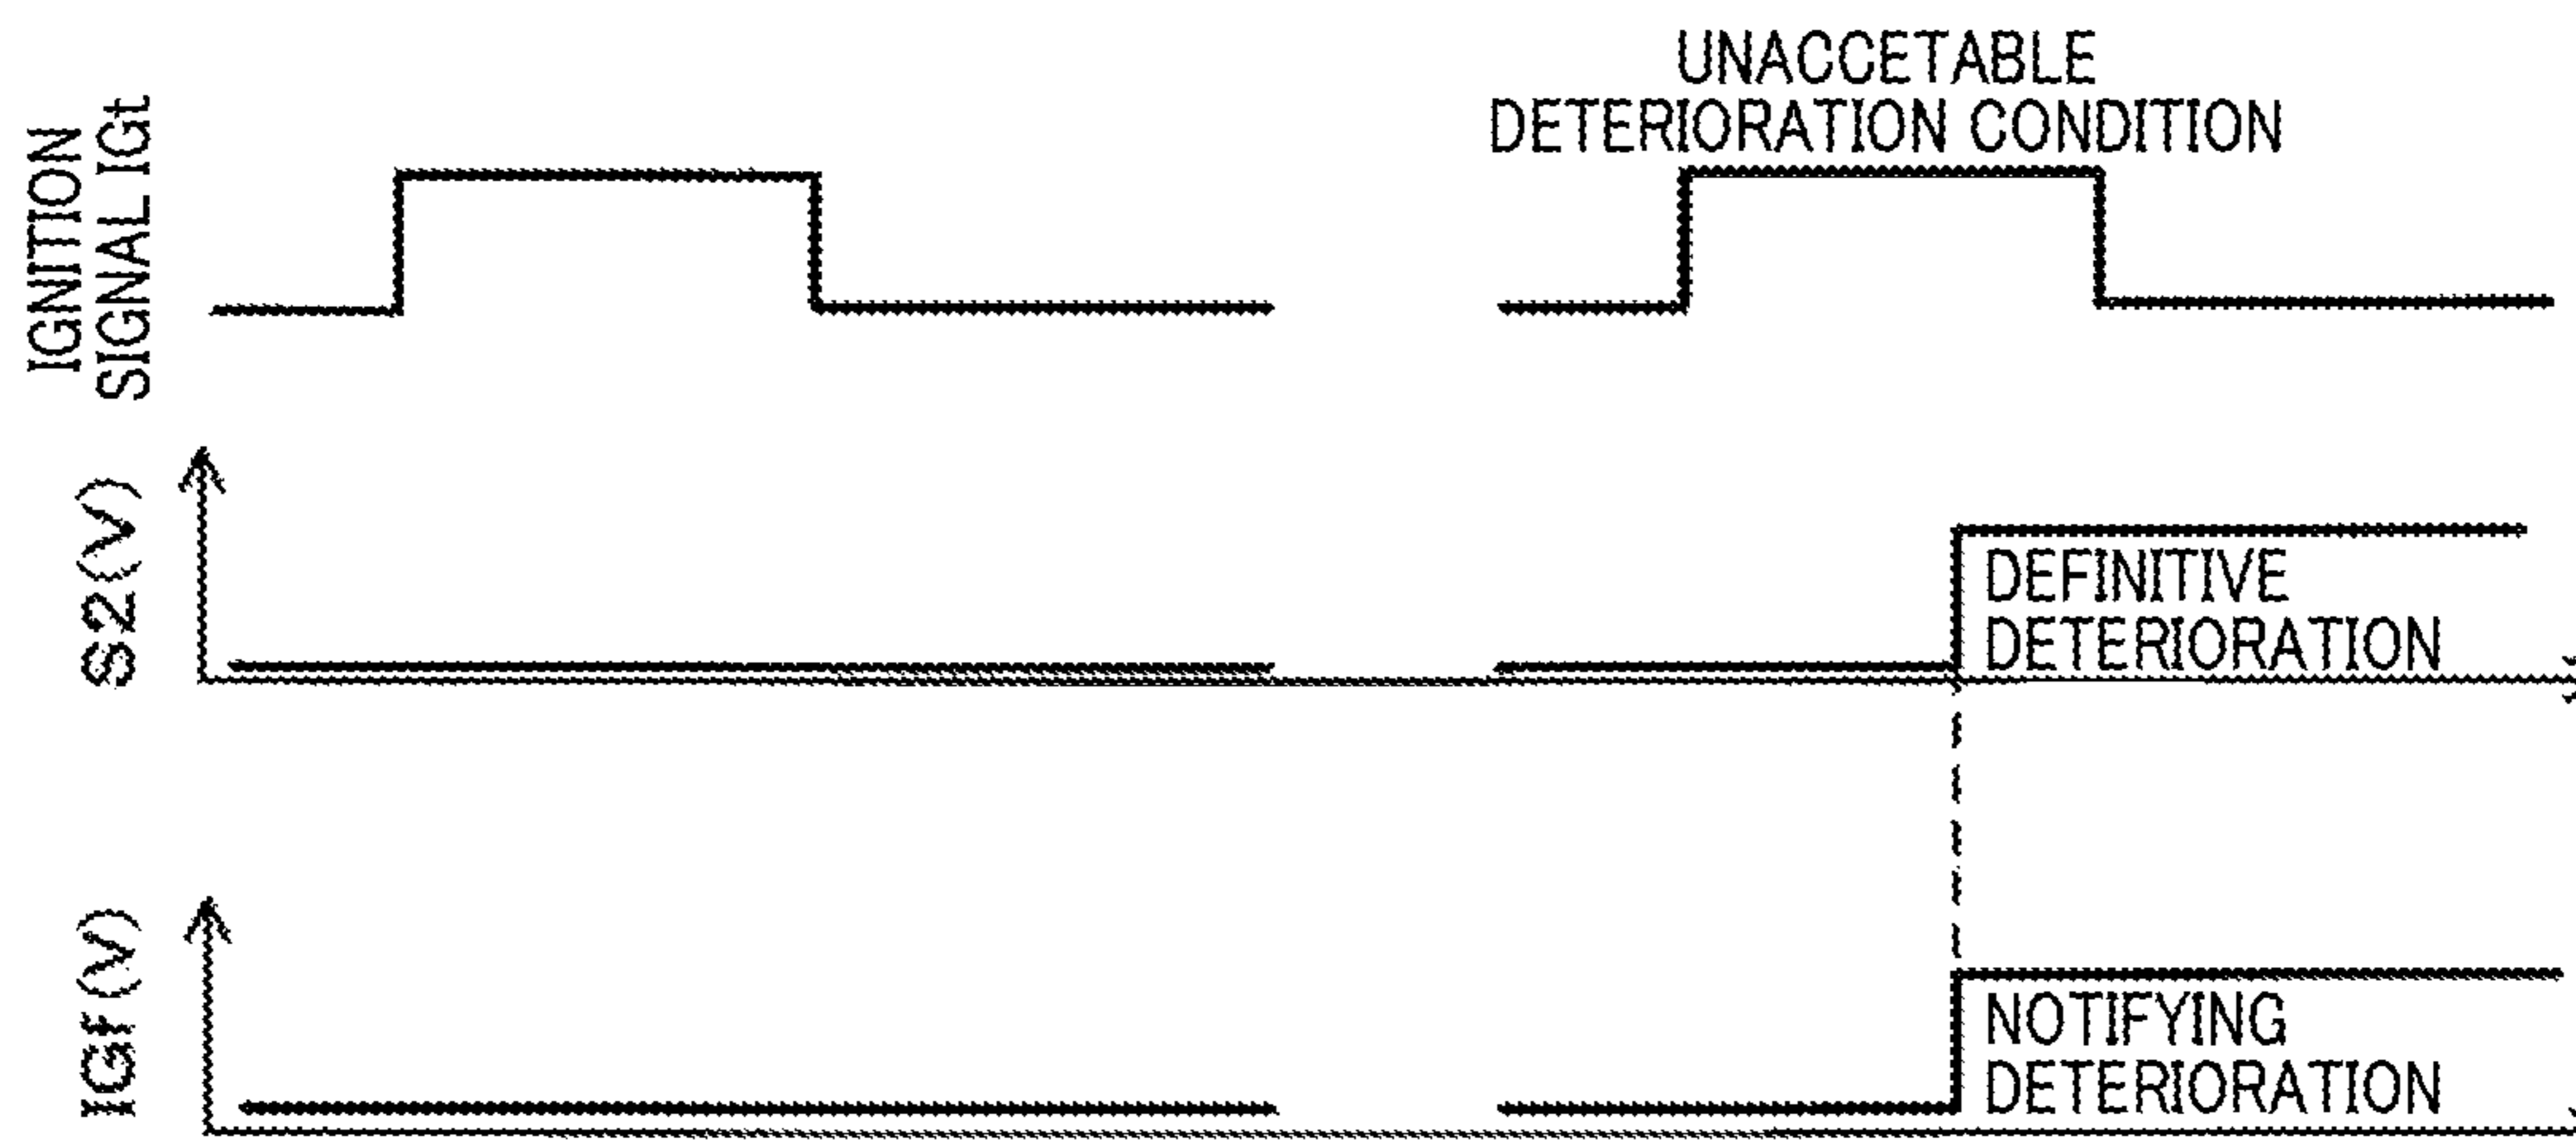 UNACCETABLE
DETERIORATION CONDITION
IGNITION
SIGNAL IGt
S2(V)
DEFINITIVE
DETERIORATION
IGf(V)
NOTIFYING
DETERIORATION